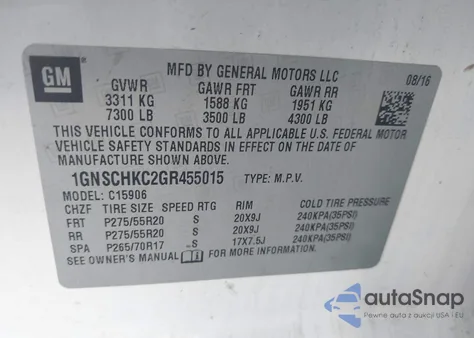 GM
MFD BY GENERAL MOTORS LLC
08/16
GVWR GAWR FRT GAWR RR
3311 KG 1588 KG 1951 KG
7300 LB 3500 LB 4300 LB
THIS VEHICLE CONFORMS TO ALL APPLICABLE U.S. FEDERAL MOTOR
VEHICLE SAFETY STANDARDS IN EFFECT ON THE DATE OF
MANUFACTURE SHOWN ABOVE.
1GNSCHKC2GR455015 TYPE: M.P.V.
MODEL: C15906
CHZF TIRE SIZE SPEED RTG RIM COLD TIRE PRESSURE
FRT P275/55R20 S 20X9J 240KPA(35PSI)
RR P275/55R20 S 20X9J 240KPA(35PSI)
SPA P265/70R17 S 17X7.5J 240KPA(35PSI)
SEE OWNER'S MANUAL FOR MORE INFORMATION.
autoSnap
Pewne auta z USA i EU